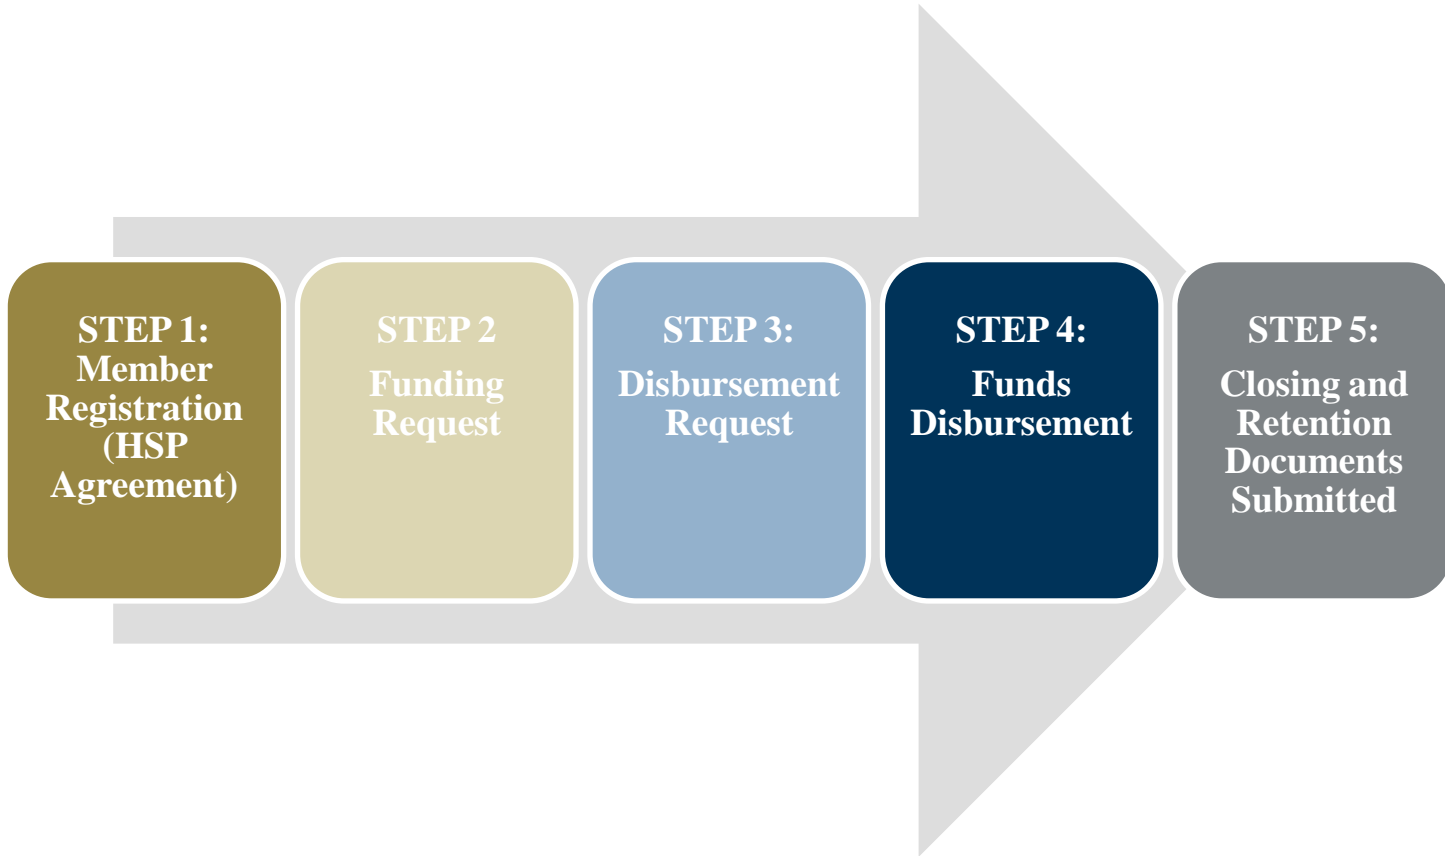 STEP 1:
Member
Registration
(HSP
Agreement)
STEP 2
Funding
Request
STEP 3:
Disbursement
Request
STEP 4:
Funds
Disbursement
STEP 5:
Closing and
Retention
Documents
Submitted